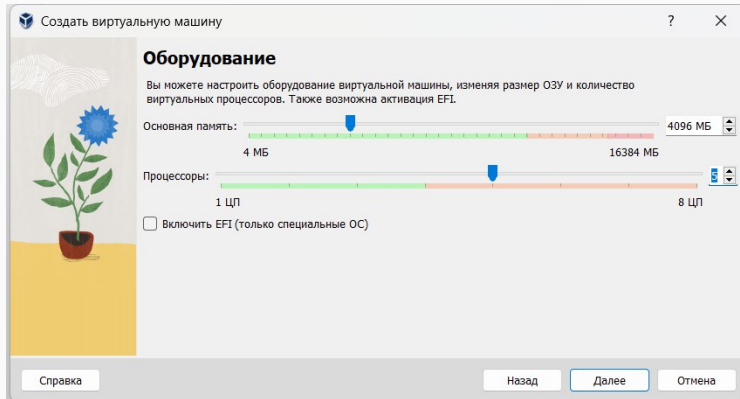 Создать виртуальную машину
?
Оборудование
Вы можете настроить оборудование виртуальной машины, изменяя размер ОЗУ и количество
виртуальных процессоров. Также возможна активация EFI.
Основная память:
4096 МБ
4 МБ
16384 МБ
Процессоры:
5
1 ЦП
8 ЦП
Включить EFI (только специальные ОС)
Справка
Назад
Далее
Отмена